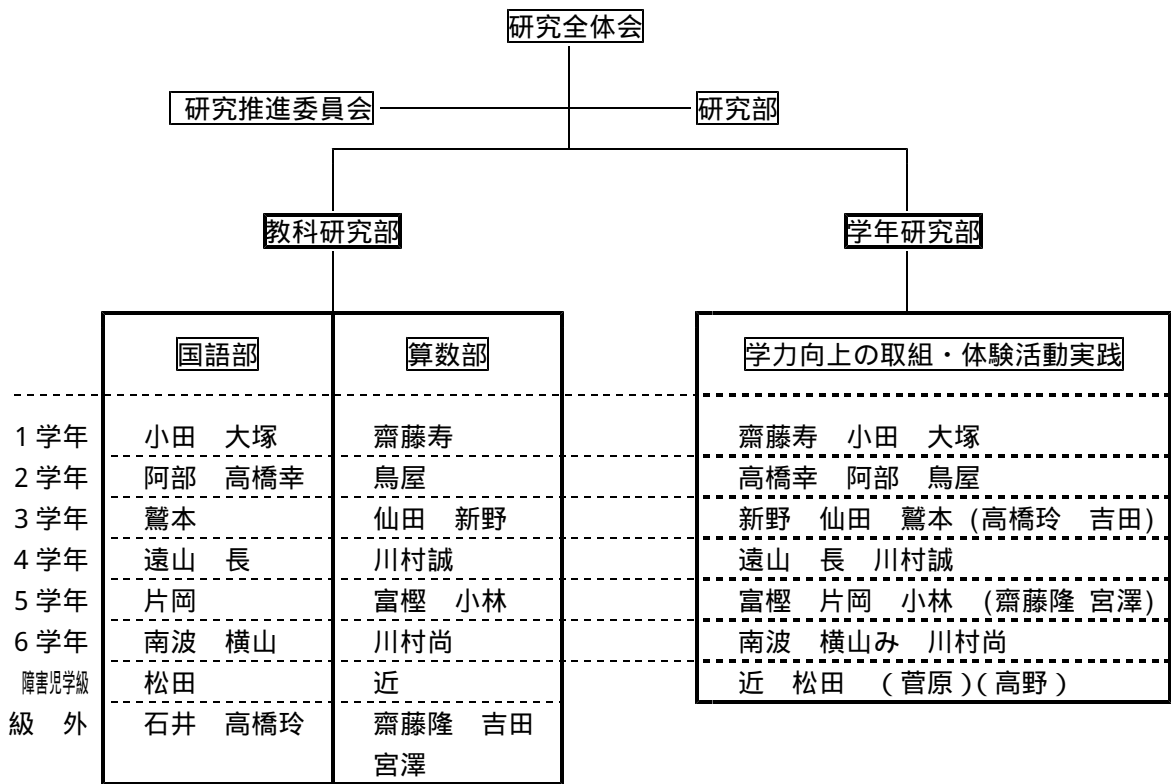 研究全体会
研究推進委員会 研究部
教科研究部 学年研究部
国語部 算数部 学力向上の取組・体験活動実践
1学年 小田 大塚 齋藤寿 齋藤寿 小田 大塚
2学年 阿部 高橋幸 鳥屋 高橋幸 阿部 鳥屋
3学年 鷲本 仙田 新野 新野 仙田 鷲本 (高橋玲 吉田)
4学年 遠山 長 川村誠 遠山 長 川村誠
5学年 片岡 富樫 小林 富樫 片岡 小林 (齋藤隆 宮澤)
6学年 南波 横山 川村尚 南波 横山み 川村尚
障害児学級 松田 近 近 松田 (菅原)(高野)
級 外 石井 高橋玲 齋藤隆 吉田
宮澤